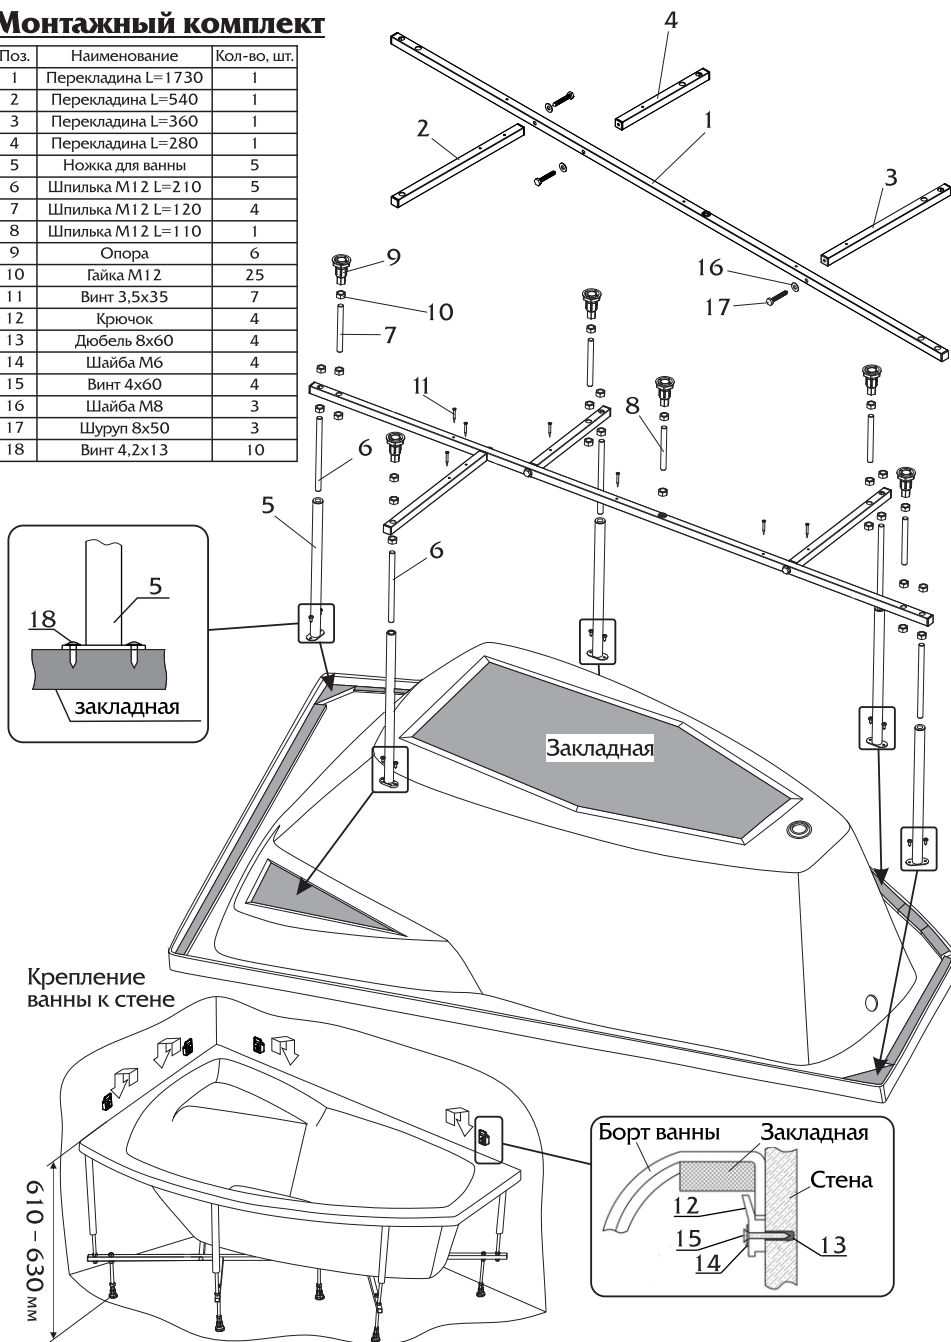 Монтажный комплект
Поз. Наименование Кол-во, шт.
1 Перекладина L=1730 1
2 Перекладина L=540 1
3 Перекладина L=360 1
4 Перекладина L=280 1
5 Ножка для ванны 5
6 Шпилька М12 L=210 5
7 Шпилька М12 L=120 4
8 Шпилька М12 L=110 1
9 Опора 6
10 Гайка М12 25
11 Винт 3,5х35 7
12 Крючок 4
13 Дюбель 8х60 4
14 Шайба М6 4
15 Винт 4х60 4
16 Шайба М8 3
17 Шуруп 8х50 3
18 Винт 4,2х13 10
4
2
1
3
16
17
9
10
7
11
8
6
5
6
5
18
закладная
Закладная
Крепление
ванны к стене
610 – 630 мм
Борт ванны Закладная
Стена
12
15
14
13